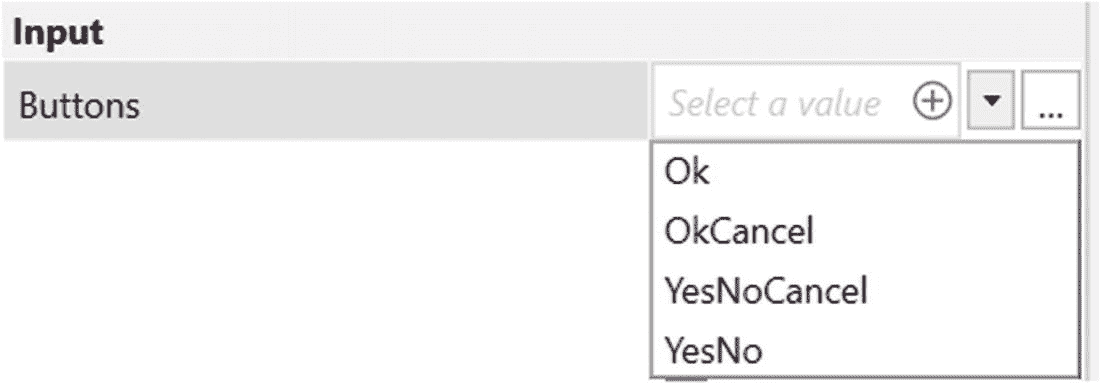 Input
Buttons Select a value ...
Ok
OkCancel
YesNoCancel
YesNo